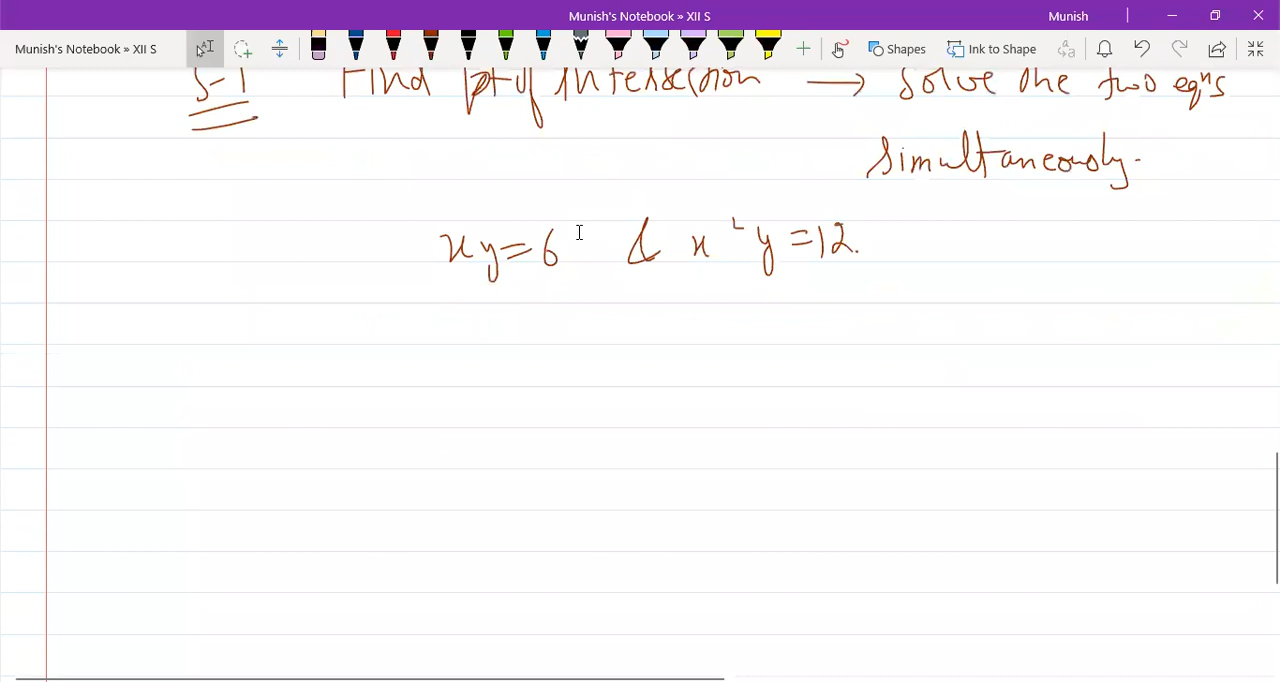 Munish's Notebook » XII S
Munish
Munish's Notebook » XII S
Shapes
Ink to Shape
S-1 Find pt of intersection → Solve the two eqⁿs
simultaneously.
xy=6 & x²y=12.